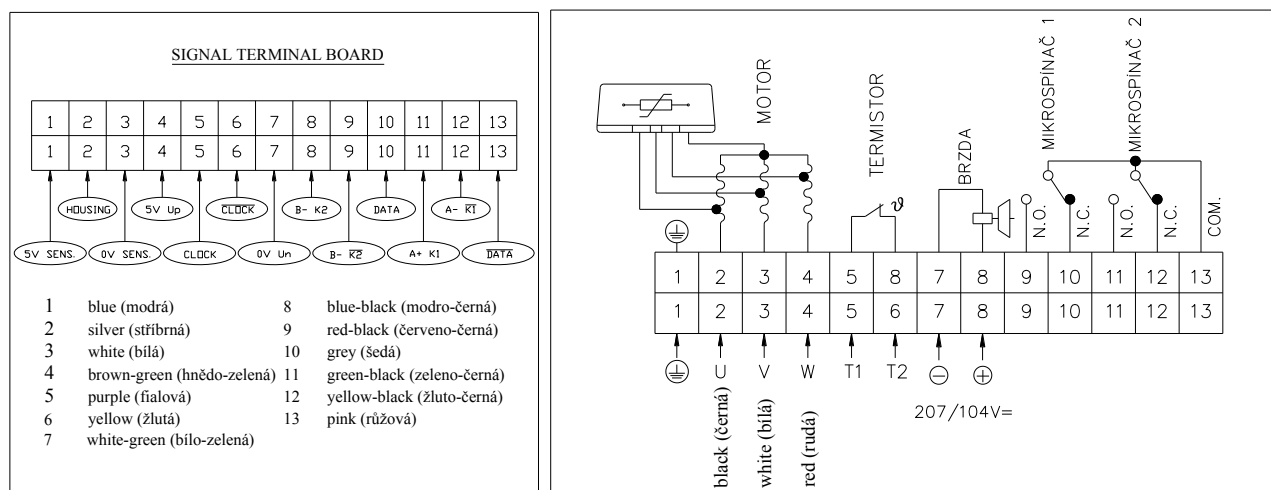 SIGNAL TERMINAL BOARD
1 2 3 4 5 6 7 8 9 10 11 12 13
1 2 3 4 5 6 7 8 9 10 11 12 13
HOUSING 5V Up C̅L̅O̅C̅K̅ B- K2 DATA A- K̅1̅
5V SENS. 0V SENS. CLOCK 0V Un B- K̅2̅ A+ K1 D̅A̅T̅A̅
1 blue (modrá)
2 silver (stříbrná)
3 white (bílá)
4 brown-green (hnědo-zelená)
5 purple (fialová)
6 yellow (žlutá)
7 white-green (bílo-zelená)
8 blue-black (modro-černá)
9 red-black (červeno-černá)
10 grey (šedá)
11 green-black (zeleno-černá)
12 yellow-black (žluto-černá)
13 pink (růžová)
MOTOR
TERMISTOR
ϑ
BRZDA
MIKROSPÍNAČ 1
MIKROSPÍNAČ 2
N.O.
N.C.
N.O.
N.C.
COM.
1 2 3 4 5 8 7 8 9 10 11 12 13
1 2 3 4 5 6 7 8 9 10 11 12 13
U V W T1 T2 - +
207/104V=
black (černá)
white (bílá)
red (rudá)